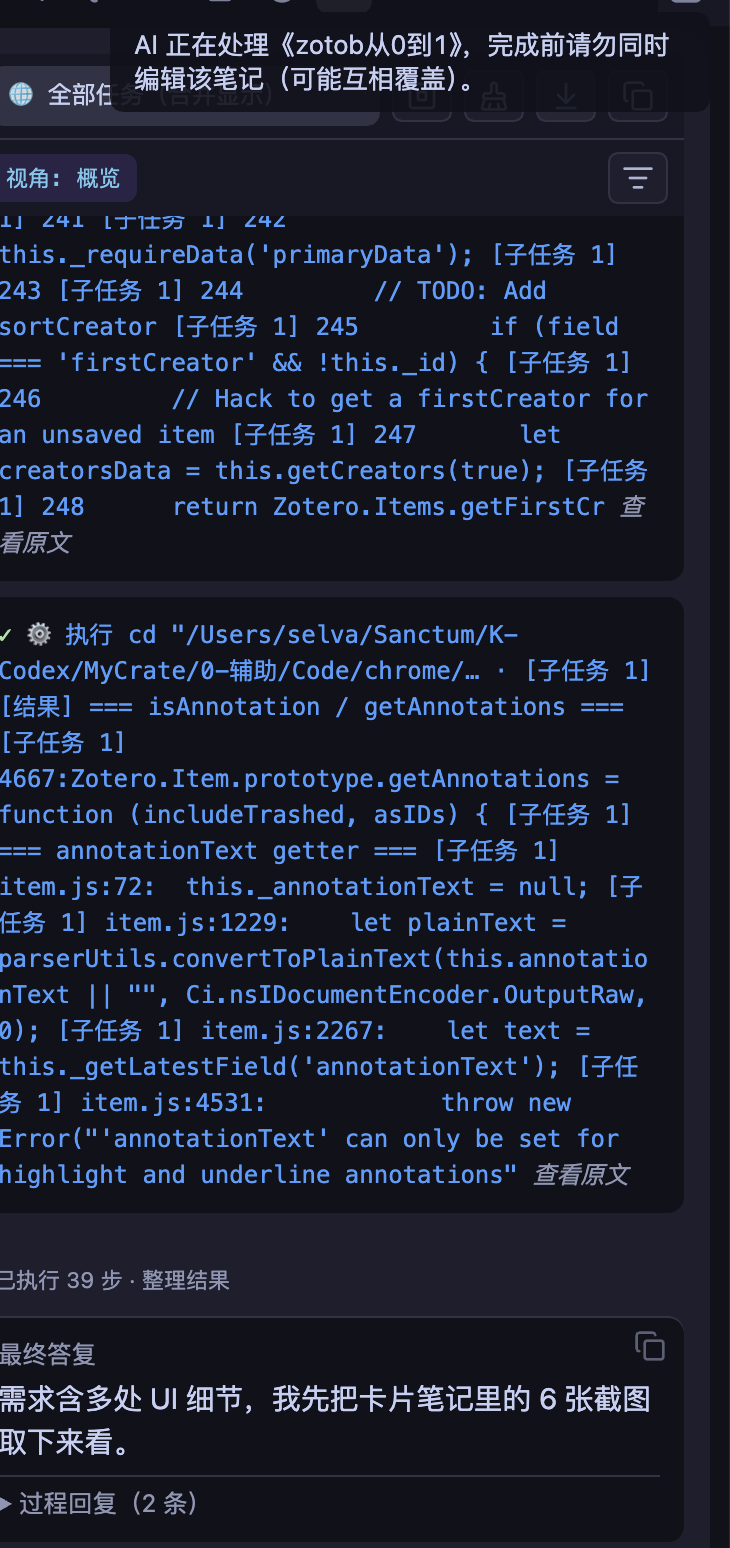 AI 正在处理《zotob从0到1》，完成前请勿同时
编辑该笔记（可能互相覆盖）。
全部任务（合并显示）
视角: 概览
1] 241 [子任务 1] 242
this._requireData('primaryData'); [子任务 1]
243 [子任务 1] 244         // TODO: Add
sortCreator [子任务 1] 245         if (field
=== 'firstCreator' && !this._id) { [子任务 1]
246         // Hack to get a firstCreator for
an unsaved item [子任务 1] 247       let
creatorsData = this.getCreators(true); [子任务
1] 248      return Zotero.Items.getFirstCr 查
看原文
✓ ⚙️ 执行 cd "/Users/selva/Sanctum/K-
Codex/MyCrate/0-辅助/Code/chrome/… · [子任务 1]
[结果] === isAnnotation / getAnnotations ===
[子任务 1]
4667:Zotero.Item.prototype.getAnnotations =
function (includeTrashed, asIDs) { [子任务 1]
=== annotationText getter === [子任务 1]
item.js:72:  this._annotationText = null; [子
任务 1] item.js:1229:    let plainText =
parserUtils.convertToPlainText(this.annotatio
nText || "", Ci.nsIDocumentEncoder.OutputRaw,
0); [子任务 1] item.js:2267:    let text =
this._getLatestField('annotationText'); [子任
务 1] item.js:4531:            throw new
Error("'annotationText' can only be set for
highlight and underline annotations" 查看原文
已执行 39 步 · 整理结果
最终答复
需求含多处 UI 细节，我先把卡片笔记里的 6 张截图
取下来看。
▶ 过程回复（2 条）